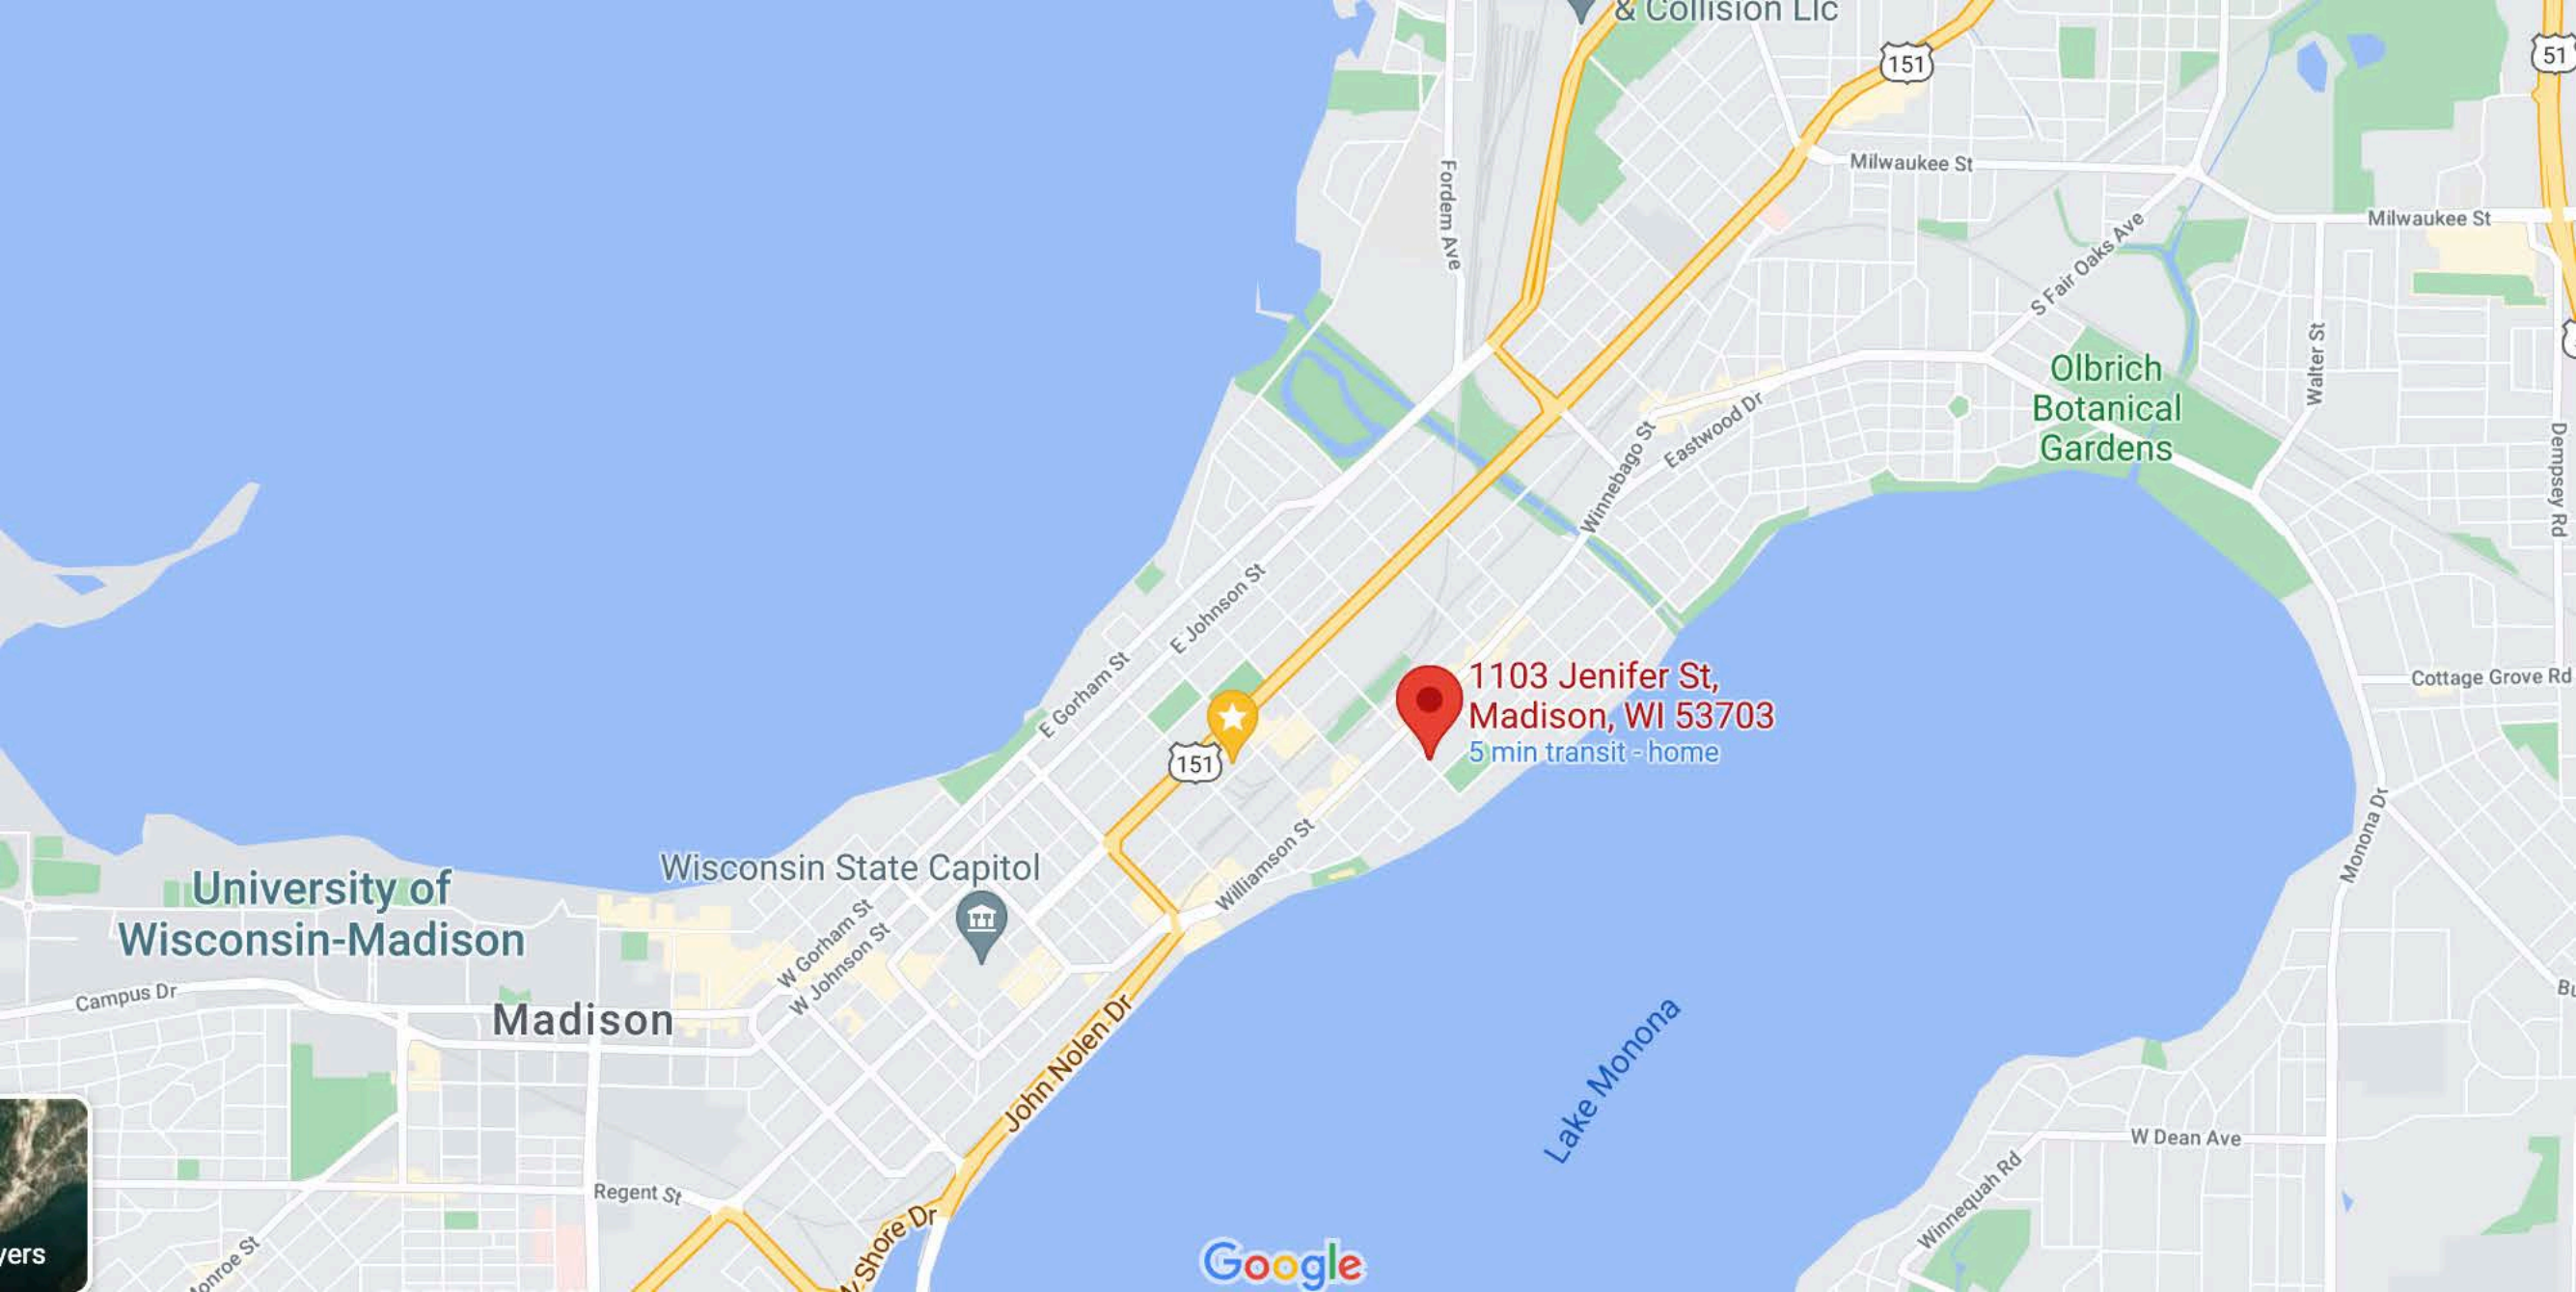 & Collision Llc
151
51
Fordem Ave
Milwaukee St
Milwaukee St
S Fair Oaks Ave
Olbrich
Botanical
Gardens
Walter St
Winnebago St
Eastwood Dr
Dempsey Rd
E Johnson St
E Gorham St
1103 Jenifer St,
Madison, WI 53703
5 min transit - home
Cottage Grove Rd
151
Williamson St
Monona Dr
Wisconsin State Capitol
University of
Wisconsin-Madison
W Gorham St
W Johnson St
Campus Dr
Madison
John Nolen Dr
Lake Monona
W Dean Ave
Winnequah Rd
Regent St
Shore Dr
Google